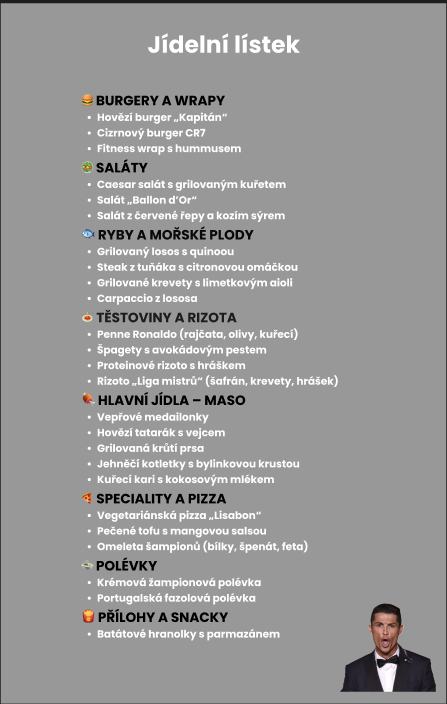 Jídelní lístek
🍔 BURGERY A WRAPY
• Hovězí burger „Kapitán“
• Cizrnový burger CR7
• Fitness wrap s hummusem
🥗 SALÁTY
• Caesar salát s grilovaným kuřetem
• Salát „Ballon d’Or“
• Salát z červené řepy a kozím sýrem
🐟 RYBY A MOŘSKÉ PLODY
• Grilovaný losos s quinoou
• Steak z tuňáka s citronovou omáčkou
• Grilované krevety s limetkovým aioli
• Carpaccio z lososa
🍝 TĚSTOVINY A RIZOTA
• Penne Ronaldo (rajčata, olivy, kuřecí)
• Špagety s avokádovým pestem
• Proteinové rizoto s hráškem
• Rizoto „Liga mistrů“ (šafrán, krevety, hrášek)
🍖 HLAVNÍ JÍDLA – MASO
• Vepřové medailonky
• Hovězí tatarák s vejcem
• Grilovaná krůtí prsa
• Jehněčí kotletky s bylinkovou krustou
• Kuřecí kari s kokosovým mlékem
🍕 SPECIALITY A PIZZA
• Vegetariánská pizza „Lisabon“
• Pečené tofu s mangovou salsou
• Omeleta šampionů (bílky, špenát, feta)
🍜 POLÉVKY
• Krémová žampionová polévka
• Portugalská fazolová polévka
🍟 PŘÍLOHY A SNACKY
• Batátové hranolky s parmazánem